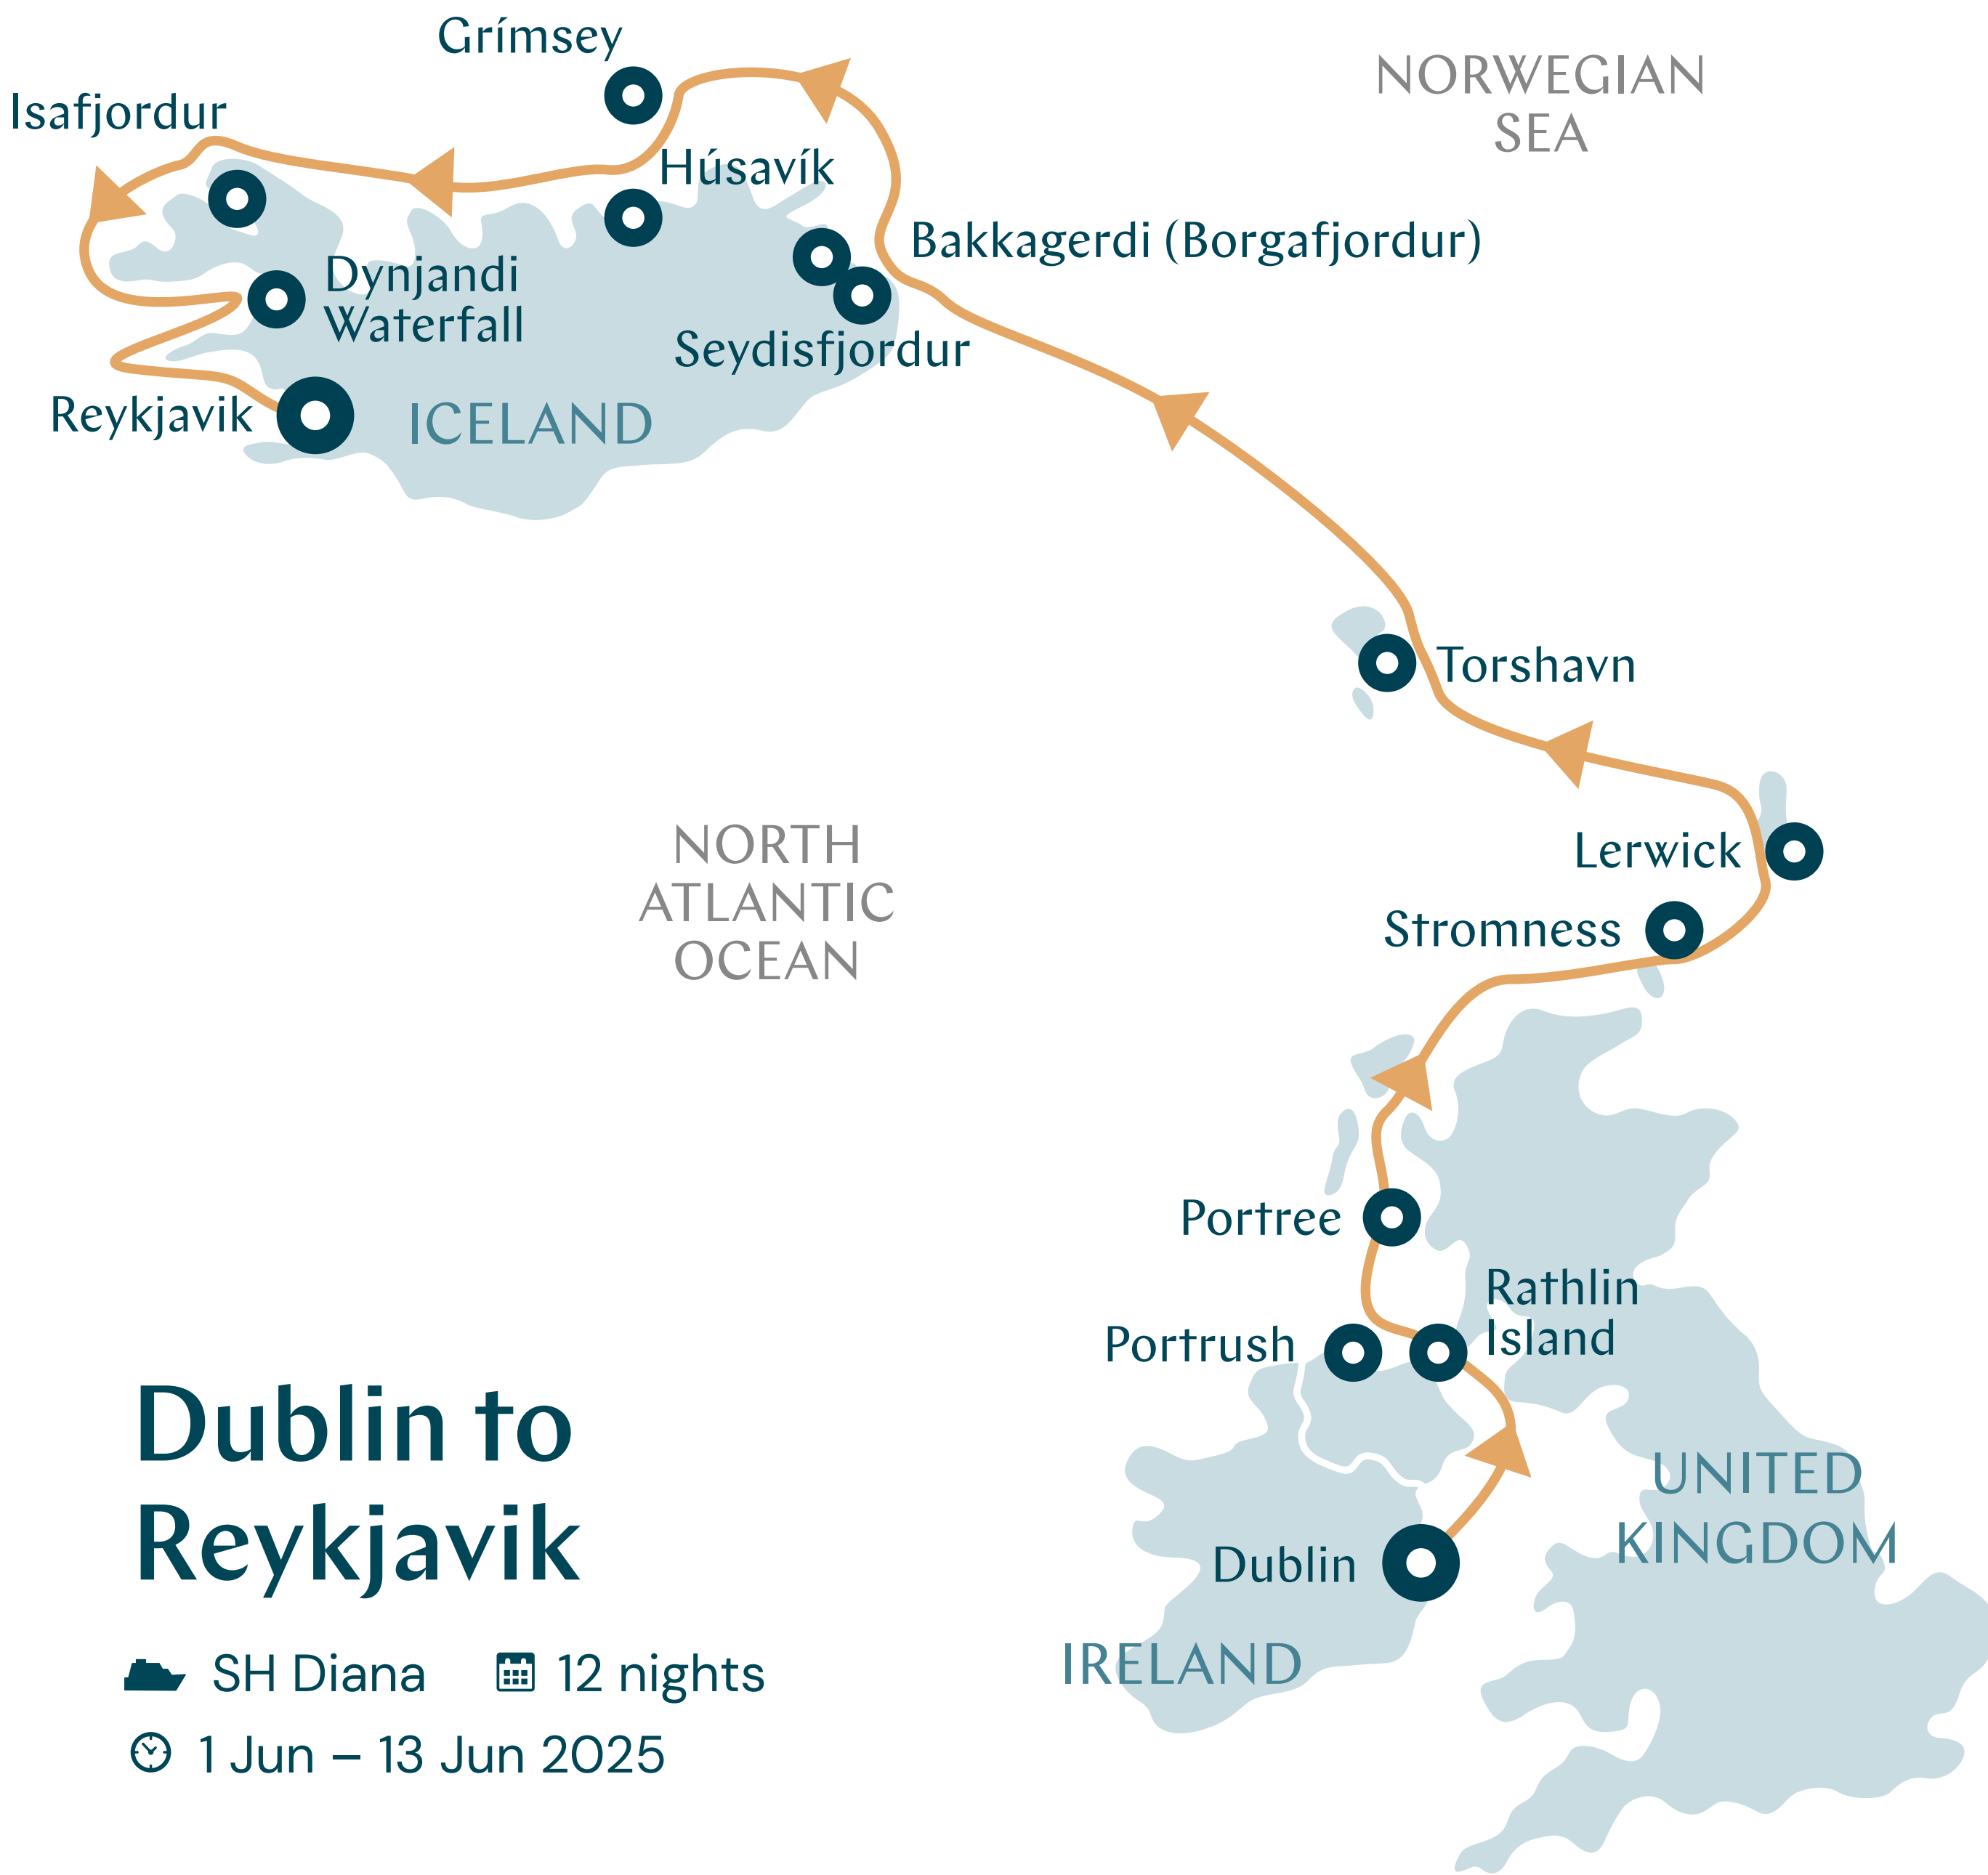 Grímsey
NORWEGIAN
SEA
Isafjordur
Húsavík
Bakkagerdi (Borgafjordur)
Dynjandi
Waterfall
Seydisfjordur
Reykjavik
ICELAND
Torshavn
NORTH
ATLANTIC
OCEAN
Lerwick
Stromness
Portree
Rathlin
Island
Portrush
Dublin to
Reykjavik
UNITED
KINGDOM
Dublin
IRELAND
SH Diana
12 nights
1 Jun — 13 Jun 2025